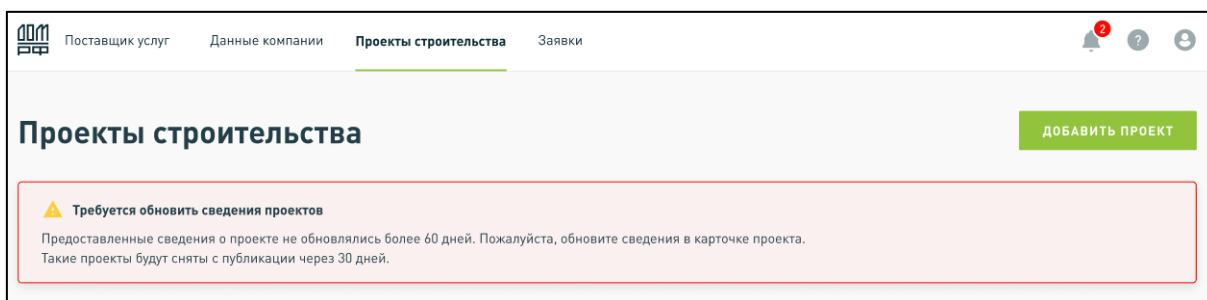 ДОМ РФ Поставщик услуг Данные компании Проекты строительства Заявки 2 ?
Проекты строительства ДОБАВИТЬ ПРОЕКТ
Требуется обновить сведения проектов
Предоставленные сведения о проекте не обновлялись более 60 дней. Пожалуйста, обновите сведения в карточке проекта.
Такие проекты будут сняты с публикации через 30 дней.